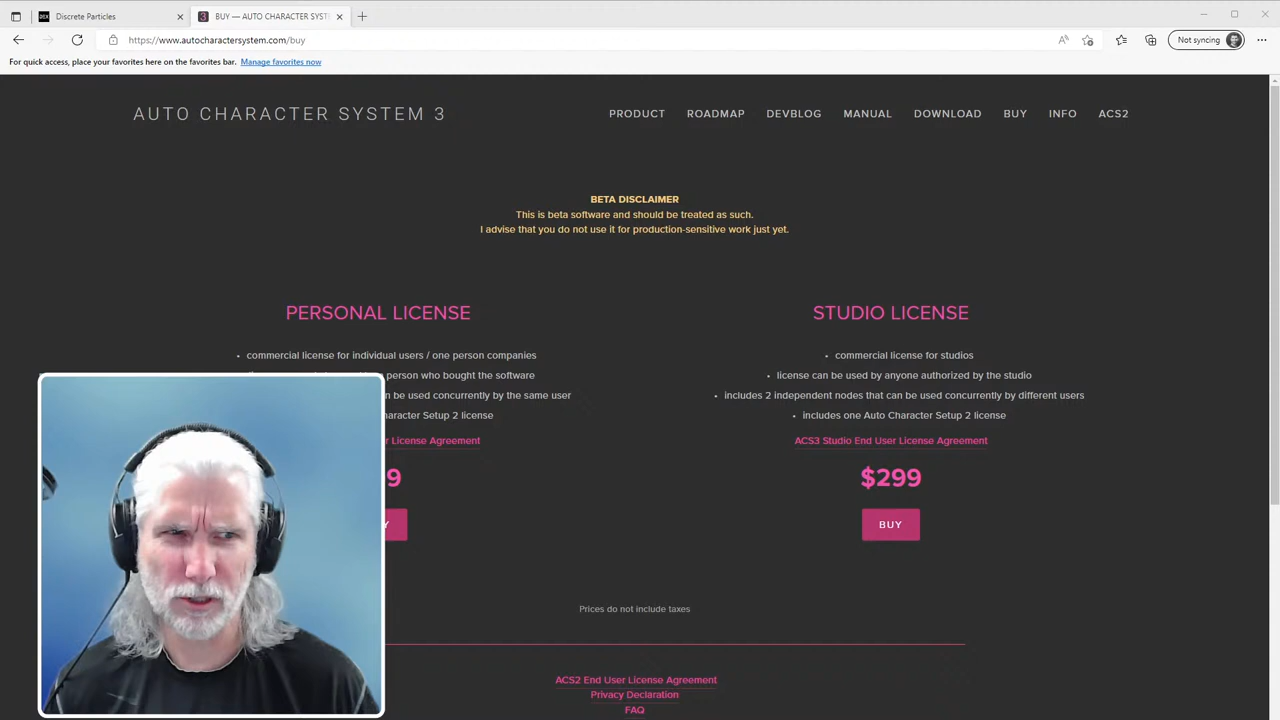 Discrete Particles
BUY — AUTO CHARACTER SYST
https://www.autocharactersystem.com/buy
Not syncing
For quick access, place your favorites here on the favorites bar. Manage favorites now
AUTO CHARACTER SYSTEM 3
PRODUCT ROADMAP DEVBLOG MANUAL DOWNLOAD BUY INFO ACS2
BETA DISCLAIMER
This is beta software and should be treated as such.
I advise that you do not use it for production-sensitive work just yet.
PERSONAL LICENSE
• commercial license for individual users / one person companies
person who bought the software
be used concurrently by the same user
Setup 2 license
License Agreement
9
STUDIO LICENSE
• commercial license for studios
• license can be used by anyone authorized by the studio
• includes 2 independent nodes that can be used concurrently by different users
• includes one Auto Character Setup 2 license
ACS3 Studio End User License Agreement
$299
BUY
Prices do not include taxes
ACS2 End User License Agreement
Privacy Declaration
FAQ